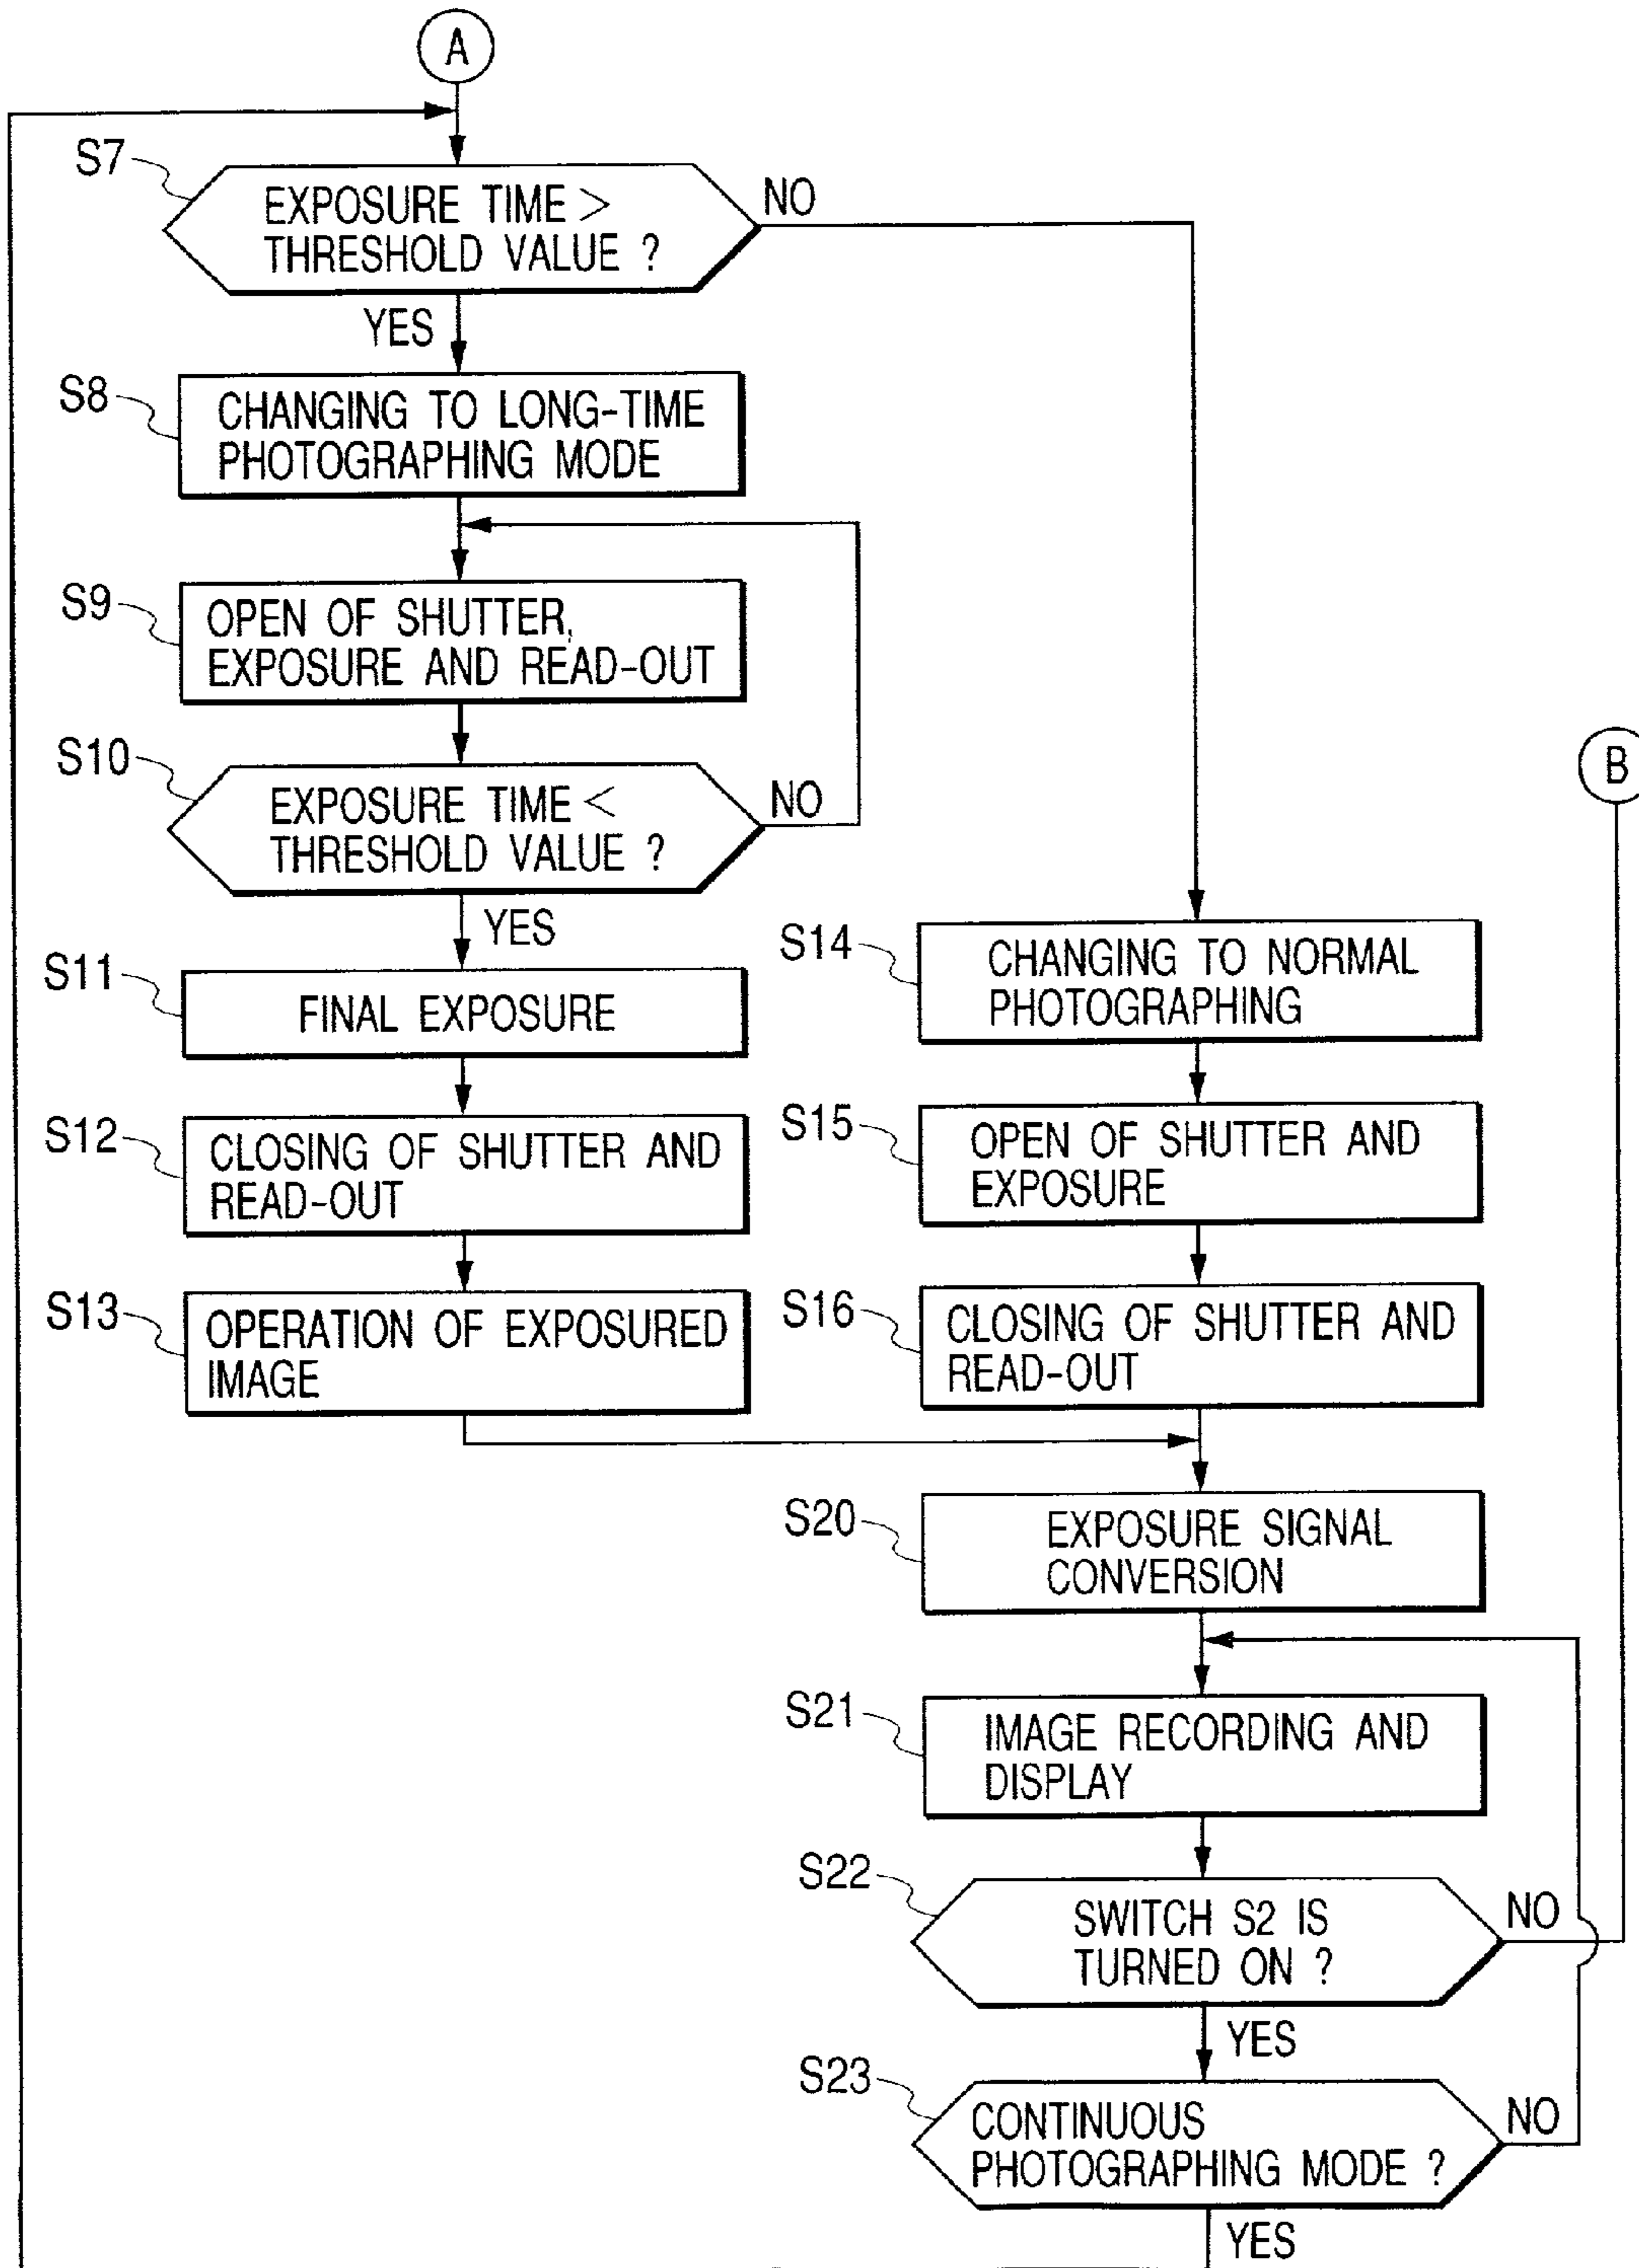 A
S7
EXPOSURE TIME >
THRESHOLD VALUE ?
NO
YES
S8
CHANGING TO LONG-TIME
PHOTOGRAPHING MODE
S9
OPEN OF SHUTTER,
EXPOSURE AND READ-OUT
S10
EXPOSURE TIME <
THRESHOLD VALUE ?
NO
YES
S11
FINAL EXPOSURE
S12
CLOSING OF SHUTTER AND
READ-OUT
S13
OPERATION OF EXPOSURED
IMAGE
B
S14
CHANGING TO NORMAL
PHOTOGRAPHING
S15
OPEN OF SHUTTER AND
EXPOSURE
S16
CLOSING OF SHUTTER AND
READ-OUT
S20
EXPOSURE SIGNAL
CONVERSION
S21
IMAGE RECORDING AND
DISPLAY
S22
SWITCH S2 IS
TURNED ON ?
NO
YES
S23
CONTINUOUS
PHOTOGRAPHING MODE ?
NO
YES